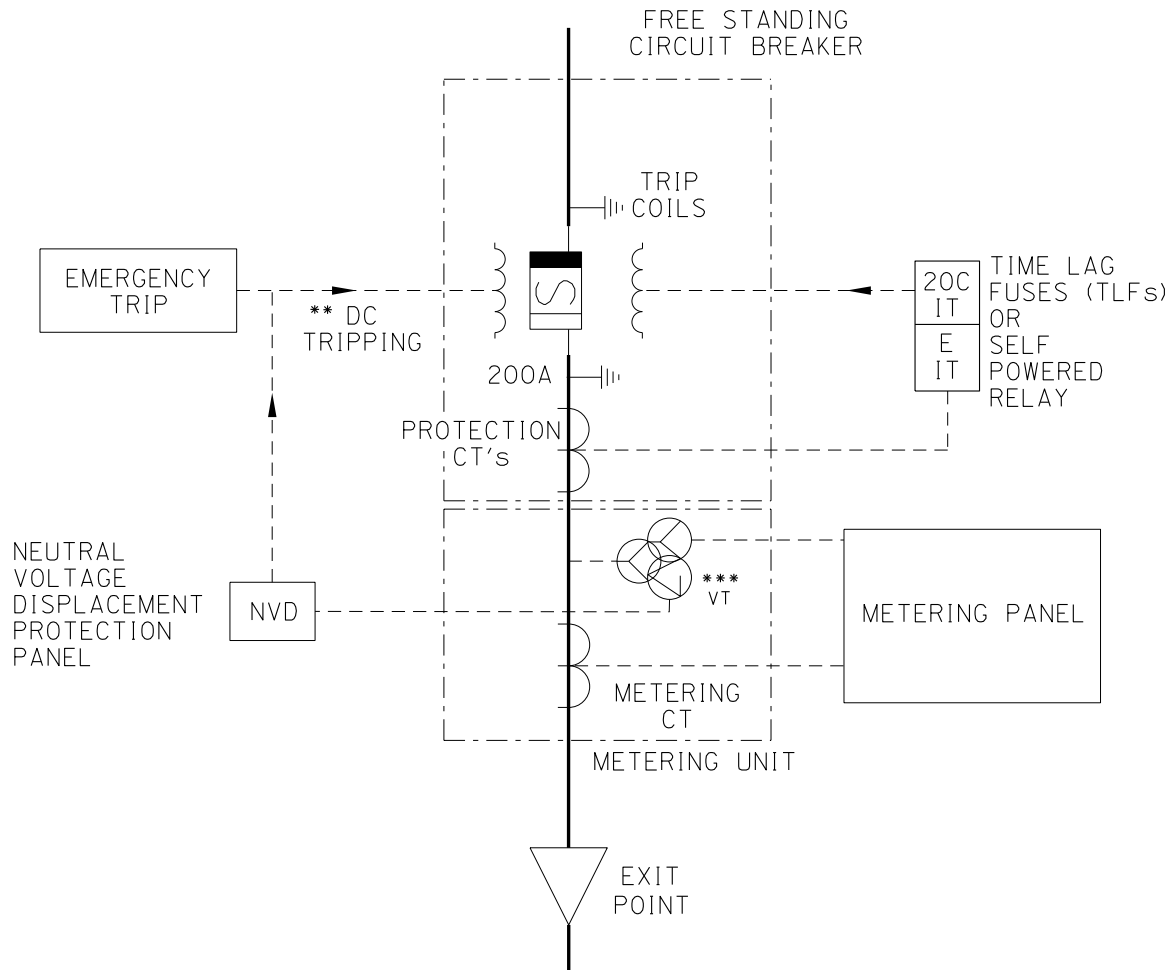 FREE STANDING
CIRCUIT BREAKER
TRIP
COILS
EMERGENCY
TRIP
** DC
TRIPPING
S
20C
IT
E
IT
TIME LAG
FUSES (TLFs)
OR
SELF
POWERED
RELAY
200A
PROTECTION
CT's
NEUTRAL
VOLTAGE
DISPLACEMENT
PROTECTION
PANEL
NVD
***
VT
METERING PANEL
METERING
CT
METERING UNIT
EXIT
POINT